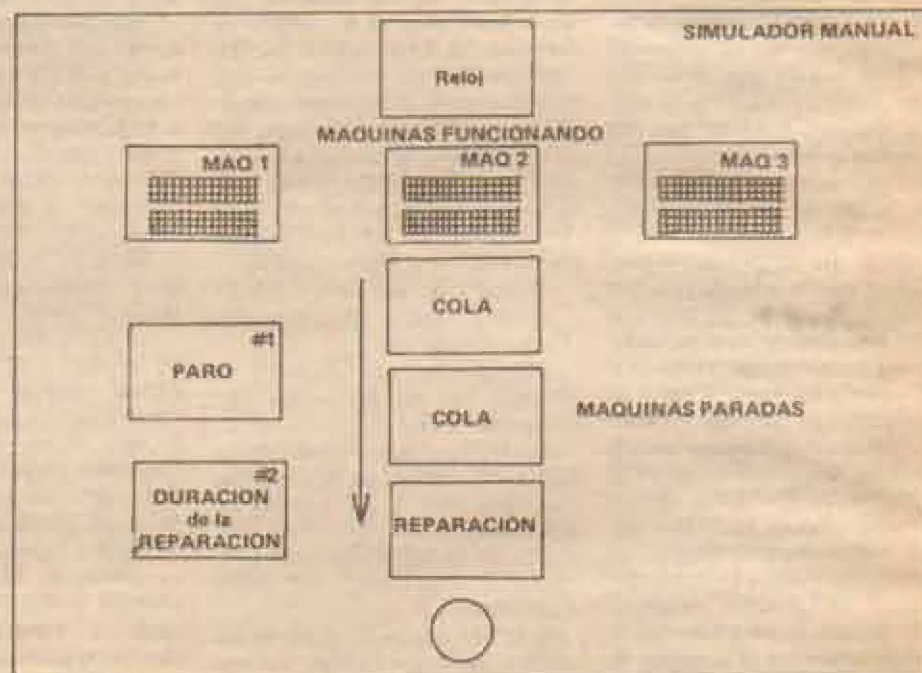 SIMULADOR MANUAL
Reloj
MAQUINAS FUNCIONANDO
MAQ 1
MAQ 2
MAQ 3
COLA
#1
PARO
COLA
MAQUINAS PARADAS
#2
DURACION
de la
REPARACION
REPARACION